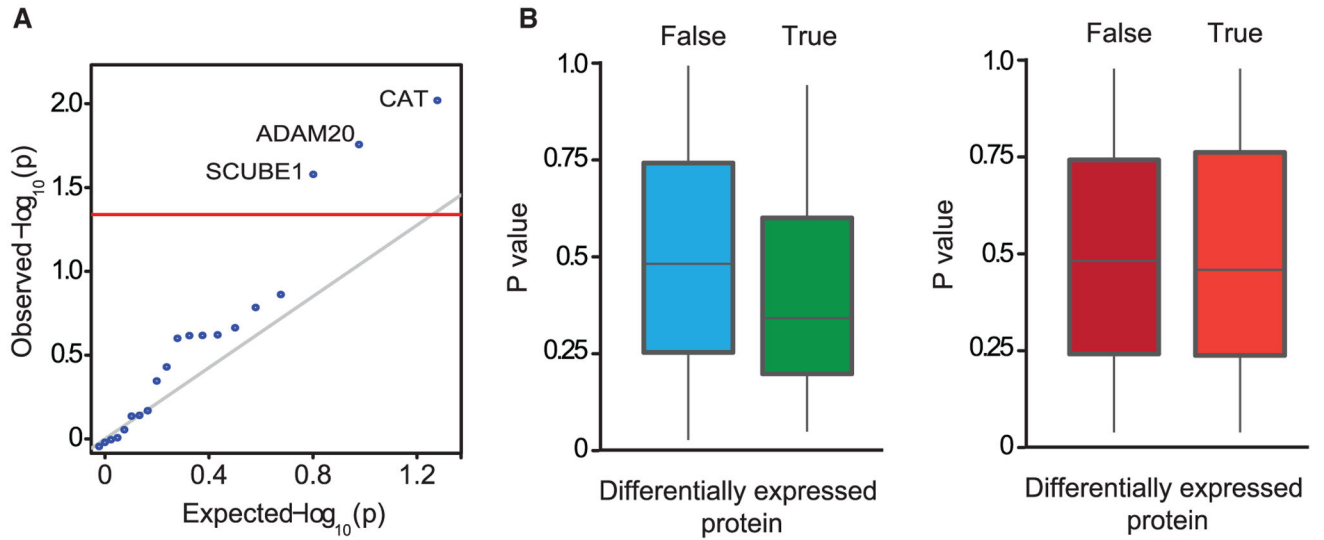 A
Observed-log10(p)
2.0
1.5
1.0
0.5
0
CAT
ADAM20
SCUBE1
0 0.4 0.8 1.2
Expected-log10(p)
B
False True
P value
1.0
0.75
0.5
0.25
0
Differentially expressed
protein
False True
P value
1.0
0.75
0.5
0.25
0
Differentially expressed
protein